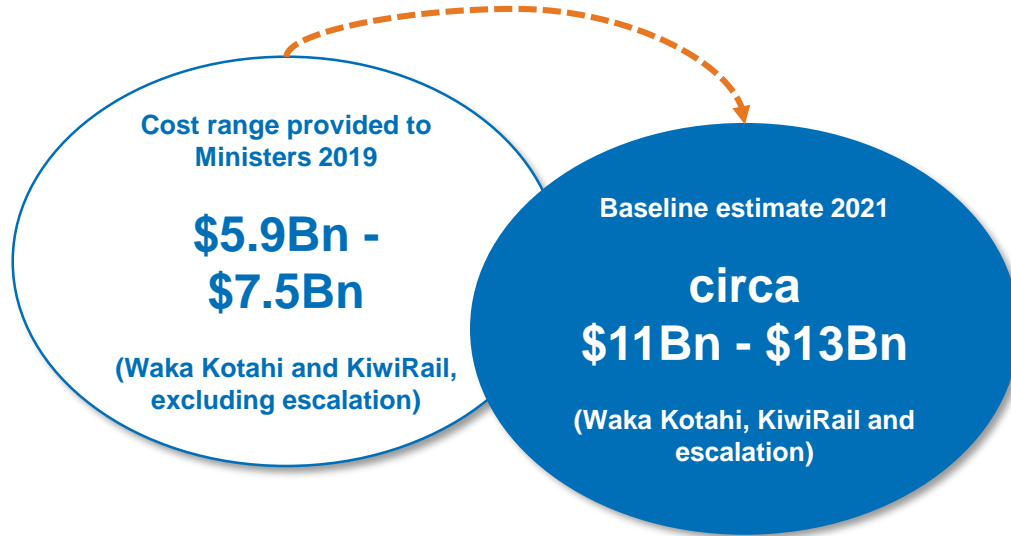 Cost range provided to
Ministers 2019
$5.9Bn -
$7.5Bn
(Waka Kotahi and KiwiRail,
excluding escalation)
Baseline estimate 2021
circa
$11Bn - $13Bn
(Waka Kotahi, KiwiRail and
escalation)